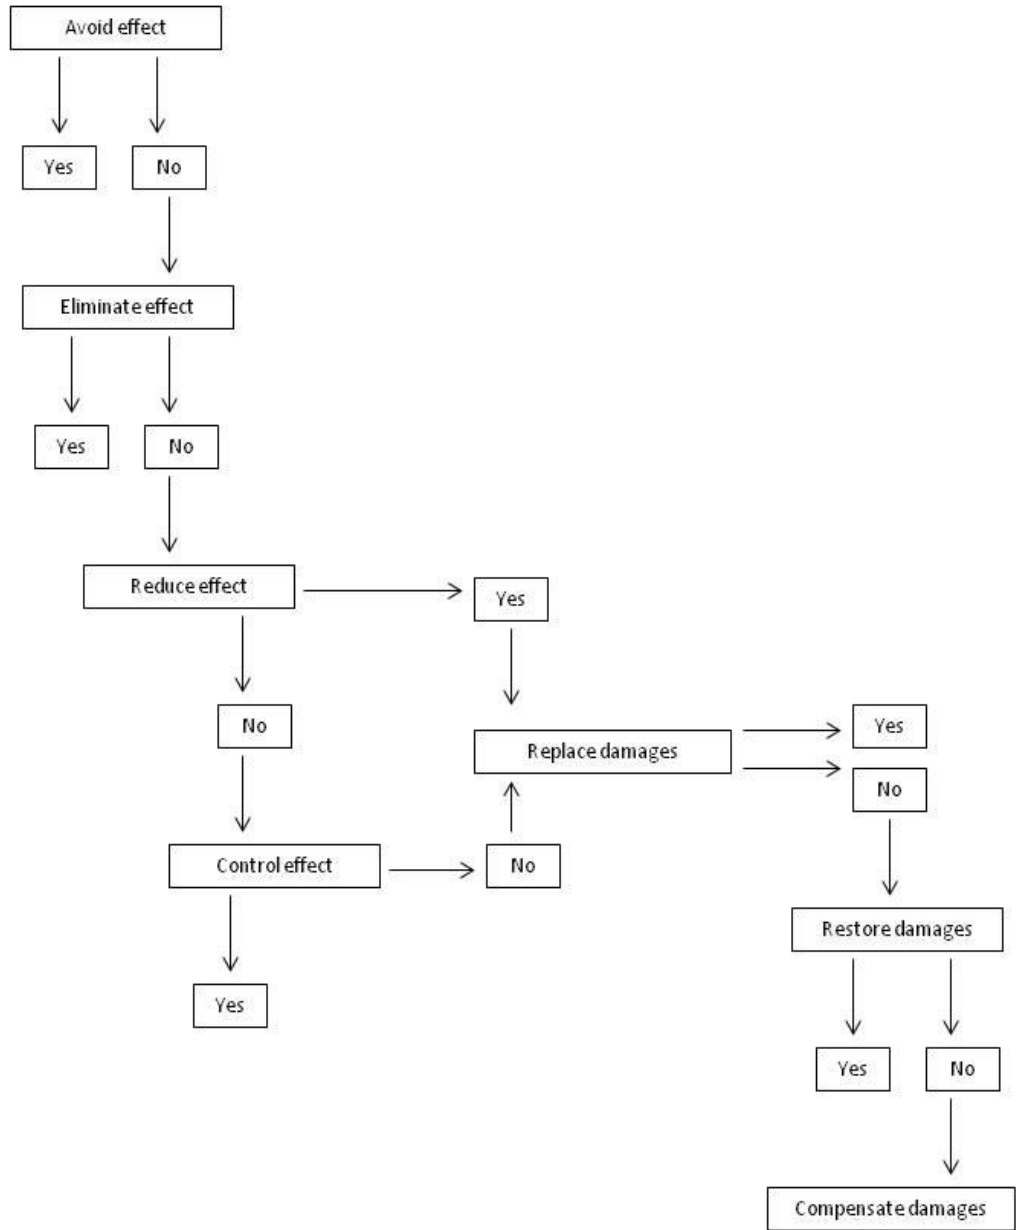 Avoid effect
Yes
No
Eliminate effect
Yes
No
Reduce effect
Yes
No
Replace damages
Yes
No
Control effect
No
Yes
Restore damages
Yes
No
Compensate damages